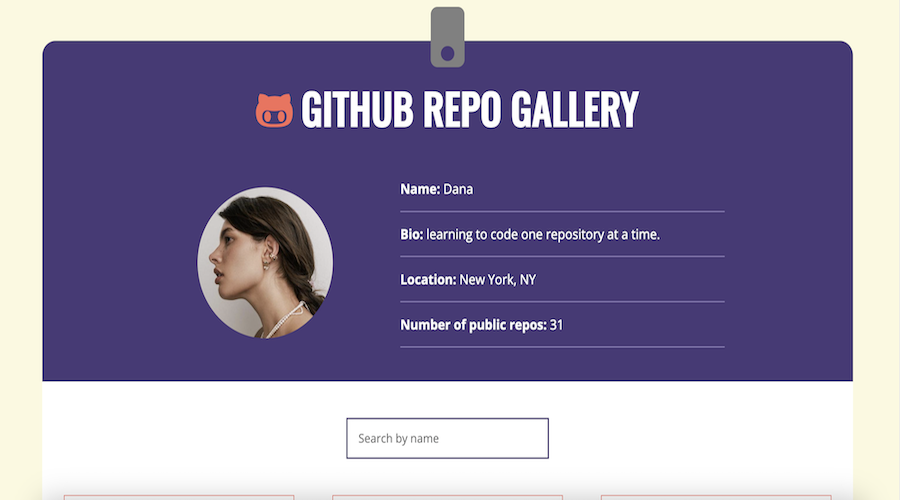 GITHUB REPO GALLERY
Name: Dana
Bio: learning to code one repository at a time.
Location: New York, NY
Number of public repos: 31
Search by name